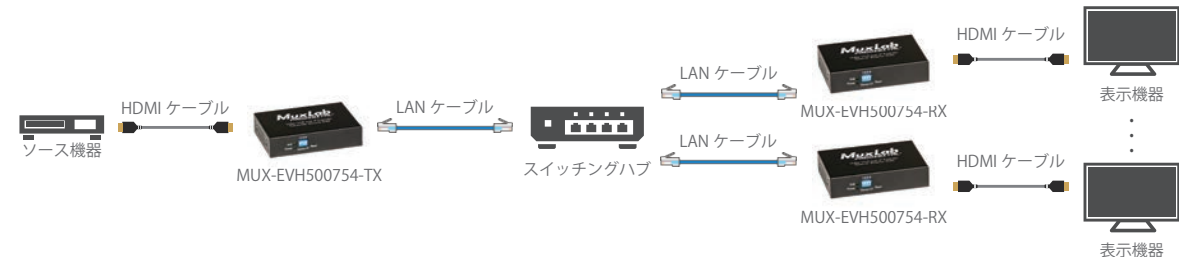 HDMI ケーブル
MuxLab
MUX-EVH500754-TX
ソース機器
LAN ケーブル
スイッチングハブ
LAN ケーブル
MuxLab
MUX-EVH500754-RX
HDMI ケーブル
表示機器
LAN ケーブル
MuxLab
MUX-EVH500754-RX
HDMI ケーブル
表示機器